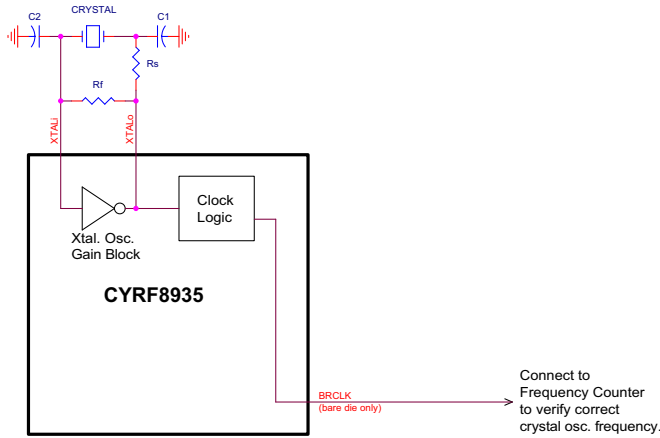 CRYSTAL
C2
C1
Rs
Rf
XTALi
XTALo
Clock
Logic
Xtal. Osc.
Gain Block
CYRF8935
BRCLK
(bare die only)
Connect to
Frequency Counter
to verify correct
crystal osc. frequency.